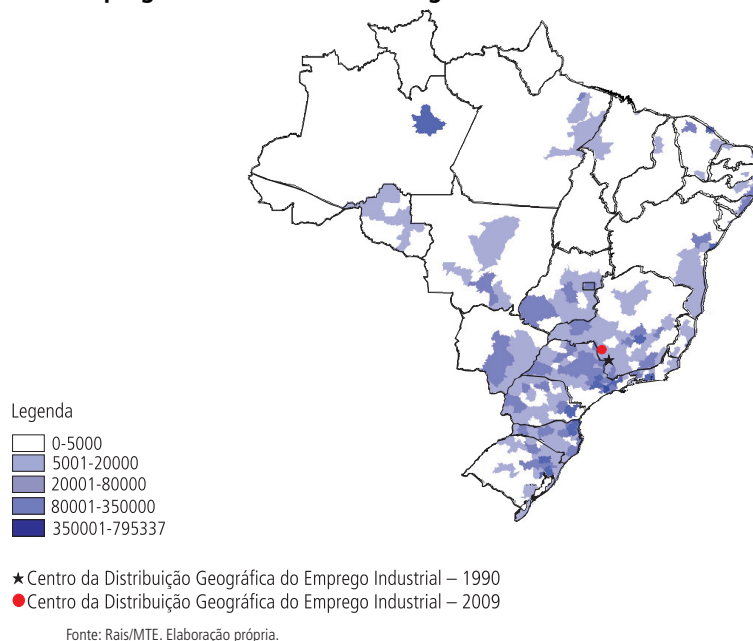 Legenda
0-5000
5001-20000
20001-80000
80001-350000
350001-795337
Centro da Distribuição Geográfica do Emprego Industrial – 1990
Centro da Distribuição Geográfica do Emprego Industrial – 2009
Fonte: Rais/MTE. Elaboração própria.